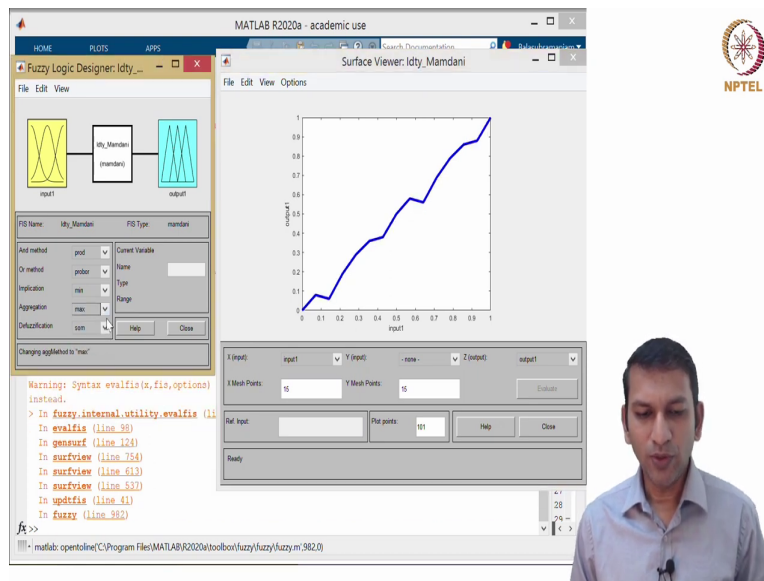 MATLAB R2020a - academic use
HOME PLOTS APPS
Search Documentation
Balasubramaniam
NPTEL
Fuzzy Logic Designer: Idty_...
File Edit View
input1
Idty_Mamdani
(mamdani)
output1
FIS Name: Idty_Mamdani FIS Type: mamdani
And method prod
Or method probor
Implication min
Aggregation max
Defuzzification som
Current Variable
Name
Type
Range
Help Close
Changing aggMethod to "max"
Surface Viewer: Idty_Mamdani
File Edit View Options
1
0.9
0.8
0.7
0.6
0.5
0.4
0.3
0.2
0.1
0
output1
0 0.1 0.2 0.3 0.4 0.5 0.6 0.7 0.8 0.9 1
input1
X (input): input1 Y (input): - none - Z (output): output1
X Mesh Points: 15 Y Mesh Points: 15 Evaluate
Ref. Input: Plot points: 101 Help Close
Ready
Warning: Syntax evalfis(x,fis,options)
instead.
> In fuzzy.internal.utility.evalfis (li
In evalfis (line 98)
In gensurf (line 124)
In surfview (line 754)
In surfview (line 613)
In surfview (line 537)
In updtfis (line 41)
In fuzzy (line 982)
fx >>
28
matlab: opentoline('C:\Program Files\MATLAB\R2020a\toolbox\fuzzy\fuzzy\fuzzy.m',982,0)